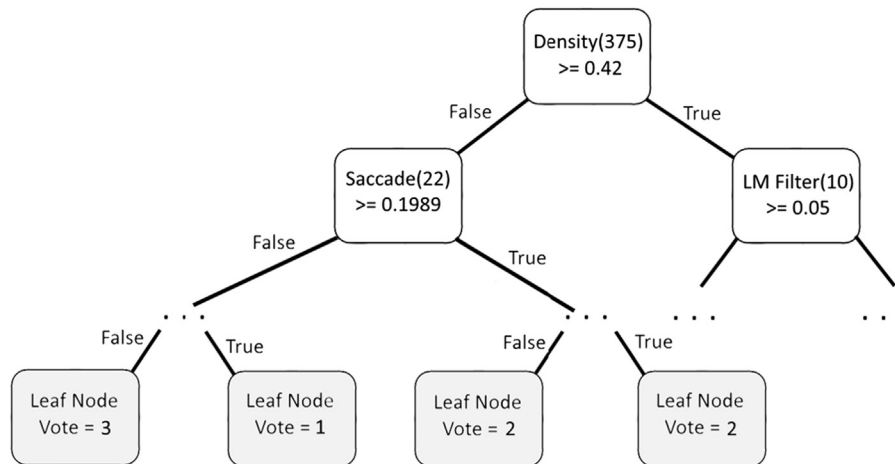 Density(375)
>= 0.42
False
True
Saccade(22)
>= 0.1989
LM Filter(10)
>= 0.05
False
True
. . .
. . .
. . .
. .
False
True
False
True
Leaf Node
Vote = 3
Leaf Node
Vote = 1
Leaf Node
Vote = 2
Leaf Node
Vote = 2